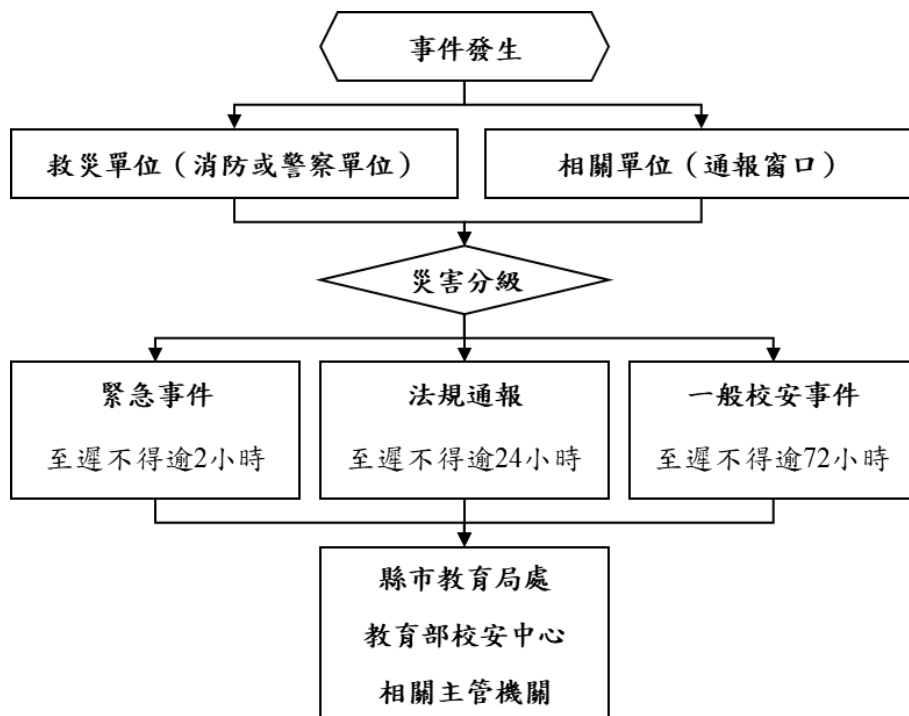 事件發生
救災單位（消防或警察單位）
相關單位（通報窗口）
災害分級
緊急事件
至遲不得逾2小時
法規通報
至遲不得逾24小時
一般校安事件
至遲不得逾72小時
縣市教育局處
教育部校安中心
相關主管機關